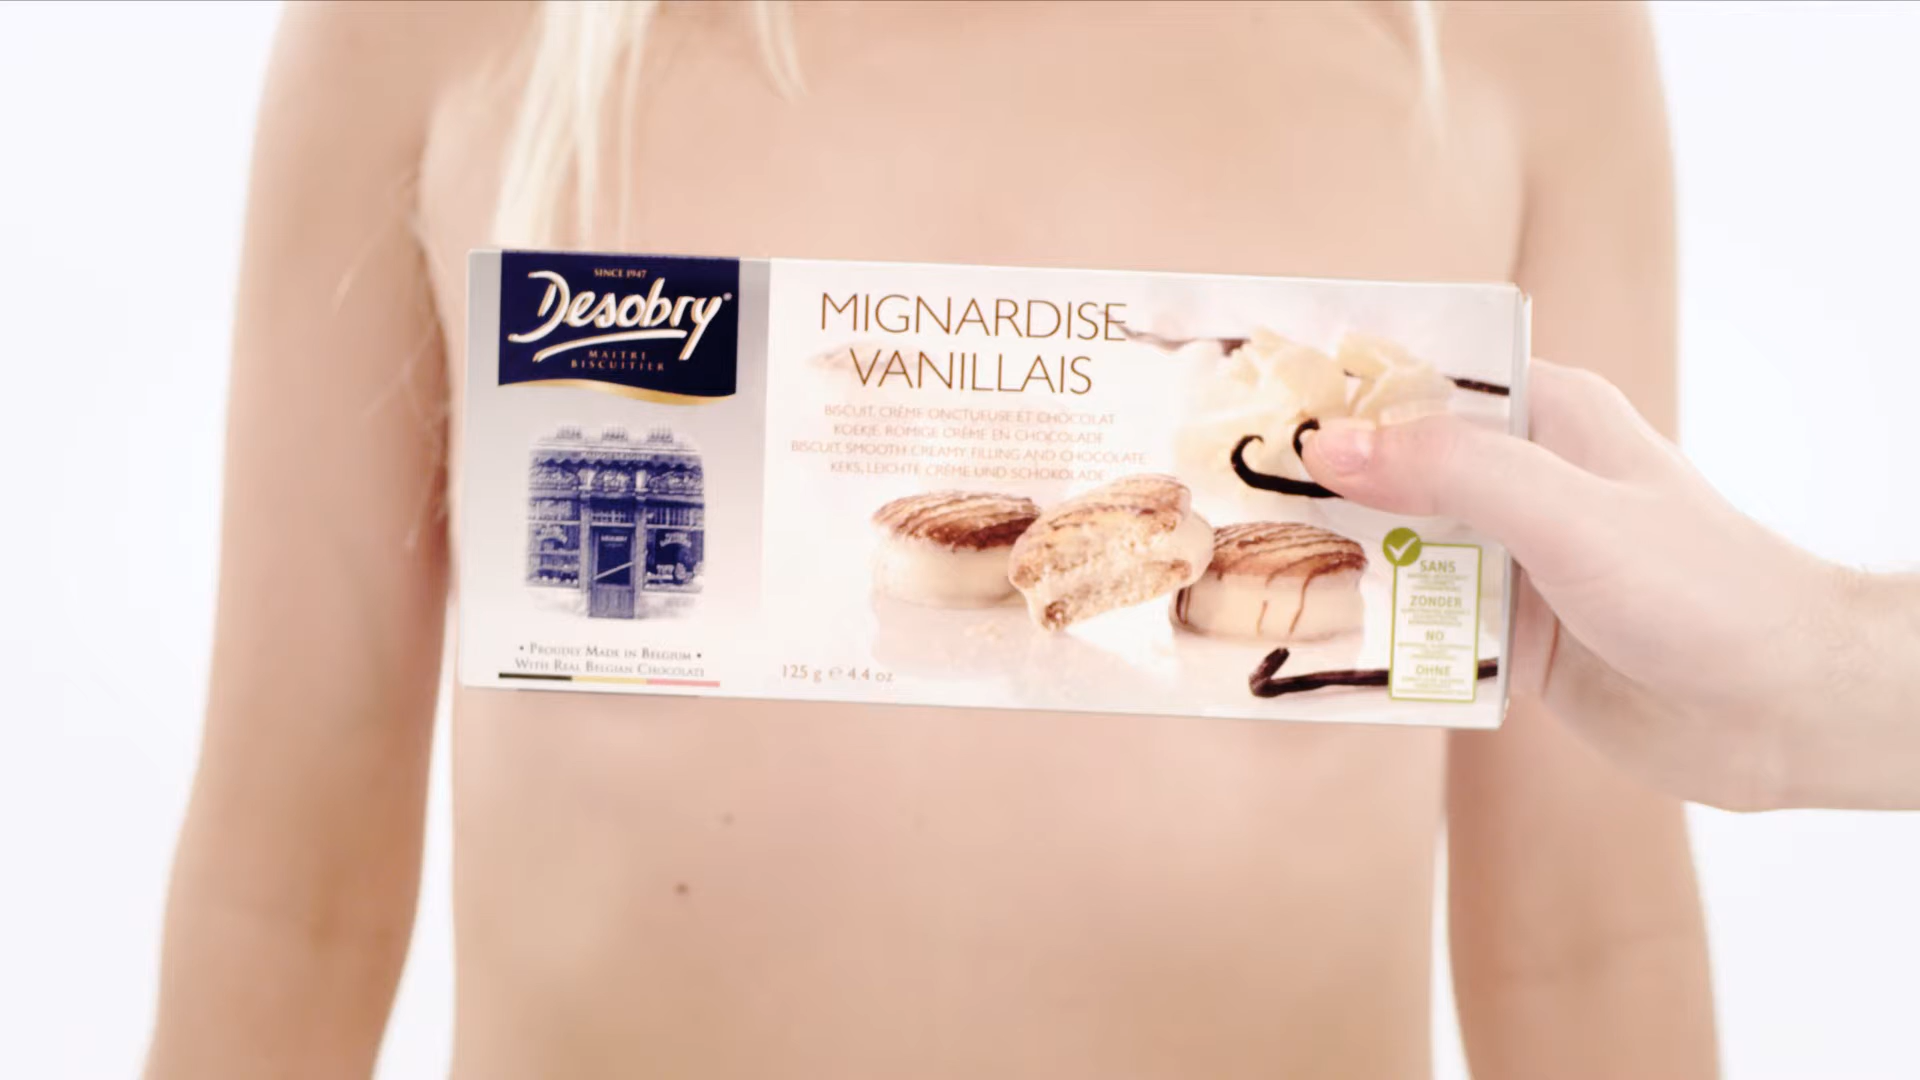 SINCE 1947
Desobry®
MAITRE
BISCUITIER
• PROUDLY MADE IN BELGIUM •
WITH REAL BELGIAN CHOCOLATE
MIGNARDISE
VANILLAIS
BISCUIT, CRÈME ONCTUEUSE ET CHOCOLAT
KOEKJE, ROMIGE CRÈME EN CHOCOLADE
BISCUIT, SMOOTH CREAMY FILLING AND CHOCOLATE
KEKS, LEICHTE CRÈME UND SCHOKOLADE
125 g ℮ 4.4 oz
SANS
ZONDER
NO
OHNE